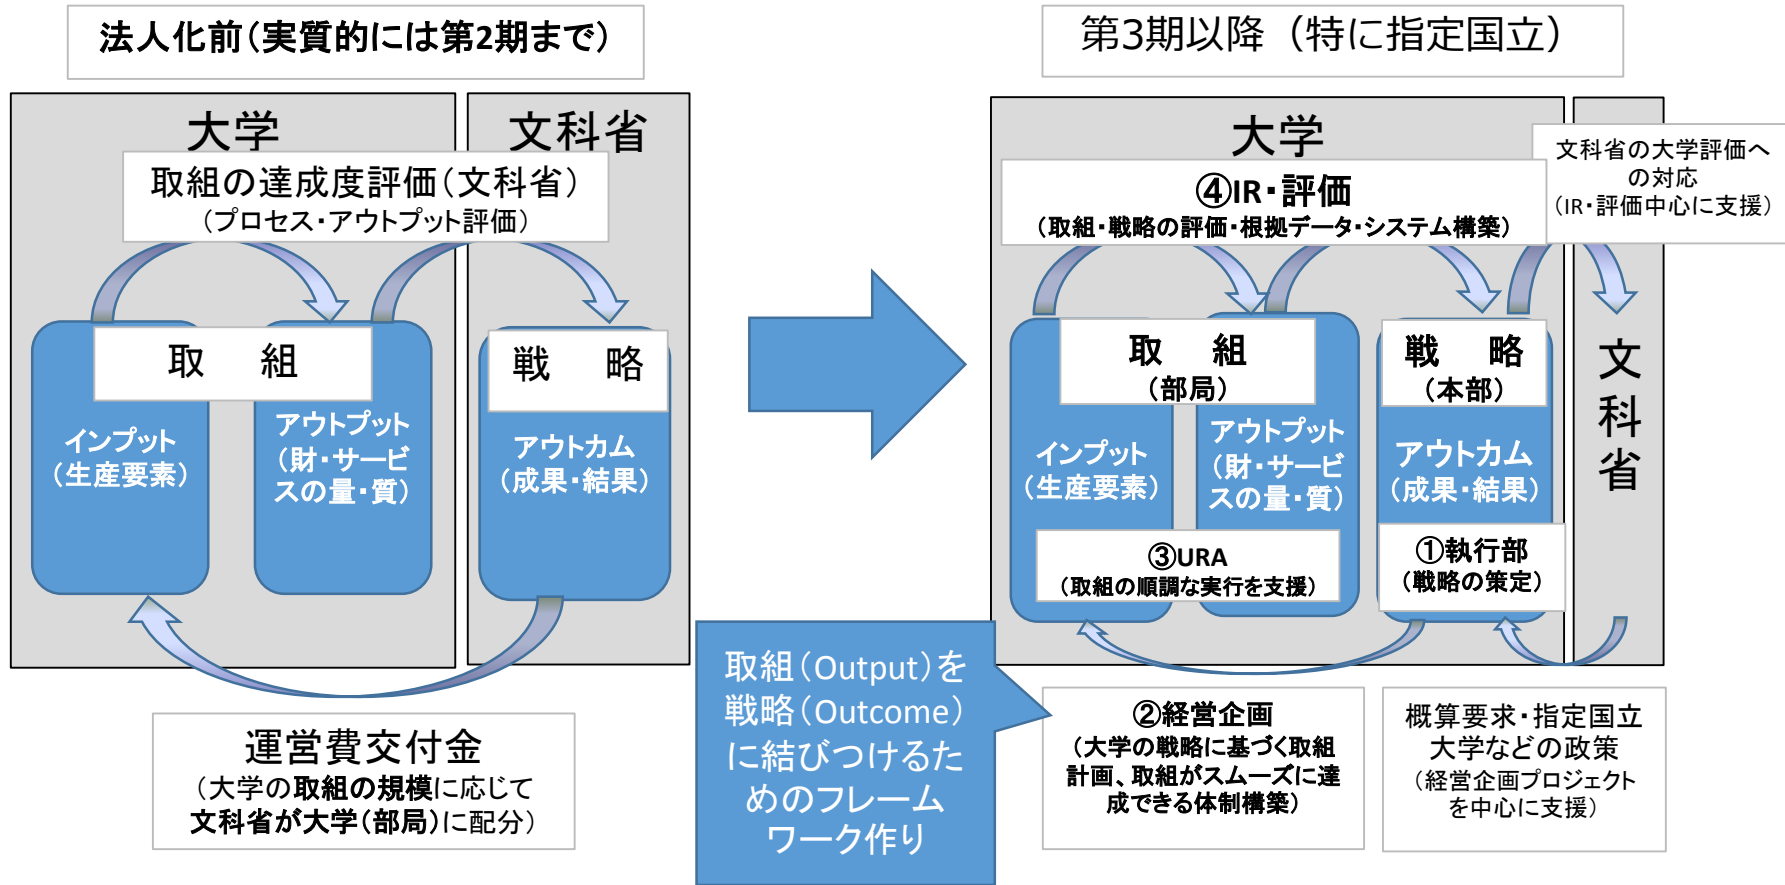 法人化前（実質的には第2期まで）
大学
文科省
取組の達成度評価（文科省）
（プロセス・アウトプット評価）
取　組
戦　略
インプット
（生産要素）
アウトプット
（財・サービ
スの量・質）
アウトカム
（成果・結果）
運営費交付金
（大学の取組の規模に応じて
文科省が大学（部局）に配分）
取組（Output）を
戦略（Outcome）
に結びつけるた
めのフレーム
ワーク作り
第3期以降（特に指定国立）
大学
文科省の大学評価へ
の対応
（IR・評価中心に支援）
④IR・評価
（取組・戦略の評価・根拠データ・システム構築）
取　組
（部局）
戦　略
（本部）
文
科
省
インプット
（生産要素）
アウトプット
（財・サービ
スの量・質）
アウトカム
（成果・結果）
③URA
（取組の順調な実行を支援）
①執行部
（戦略の策定）
②経営企画
（大学の戦略に基づく取組
計画、取組がスムーズに達
成できる体制構築）
概算要求・指定国立
大学などの政策
（経営企画プロジェクト
を中心に支援）